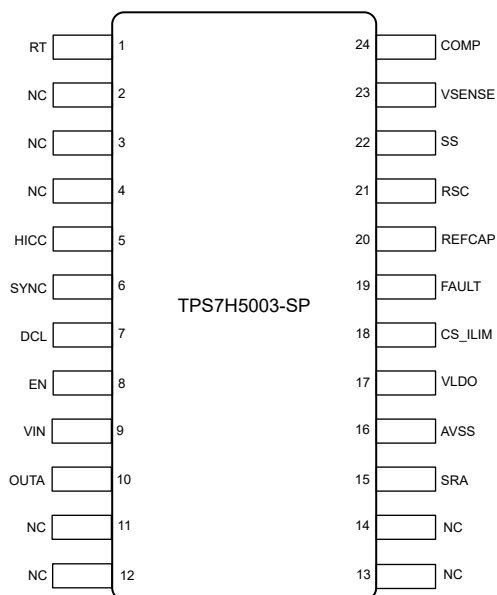 RT 1 24 COMP
NC 2 23 VSENSE
NC 3 22 SS
NC 4 21 RSC
HICC 5 20 REFCAP
SYNC 6 19 FAULT
TPS7H5003-SP
DCL 7 18 CS_ILIM
EN 8 17 VLDO
VIN 9 16 AVSS
OUTA 10 15 SRA
NC 11 14 NC
NC 12 13 NC